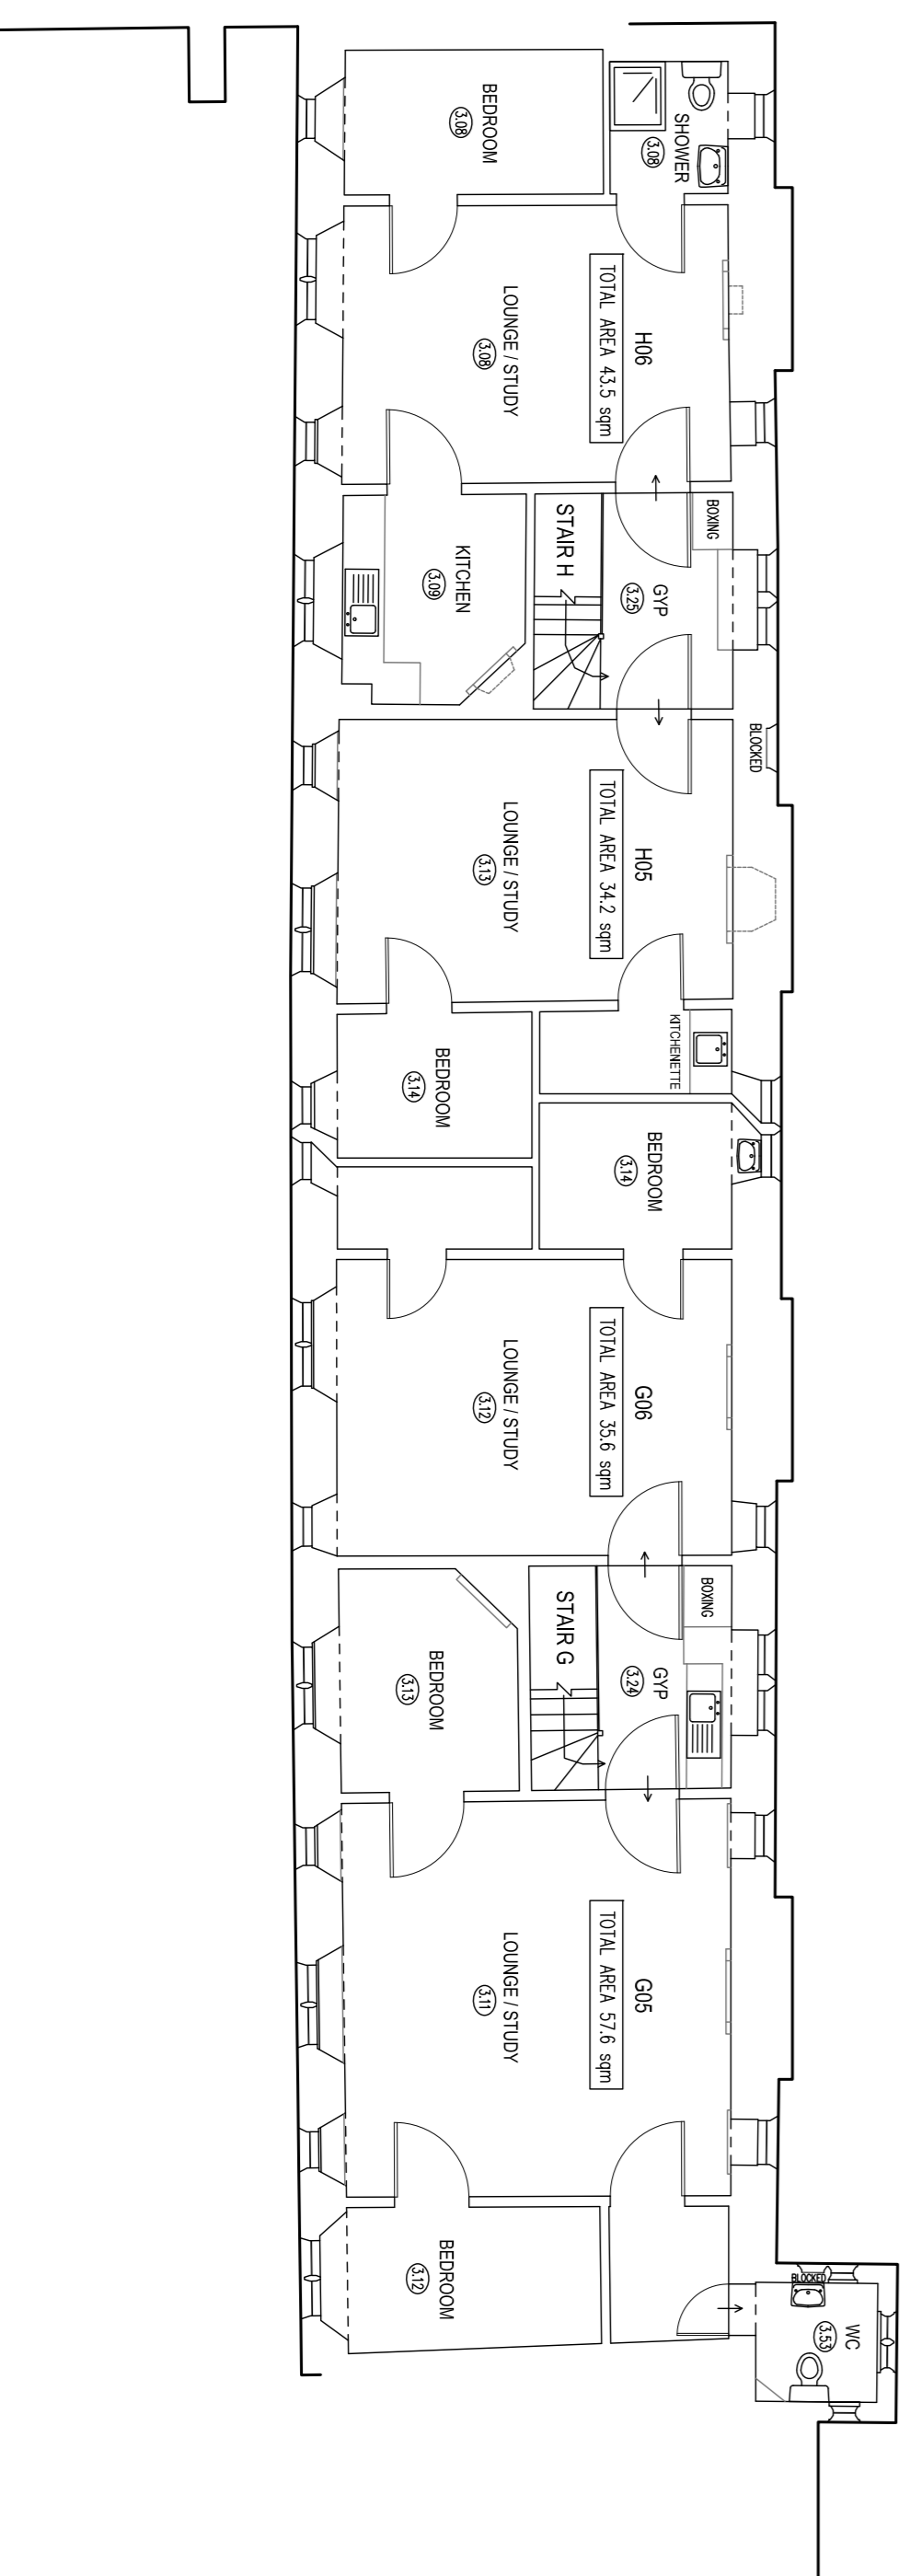 BEDROOM
3.08
SHOWER
3.08
H06
TOTAL AREA 43.5 sqm
LOUNGE / STUDY
3.08
BOXING
GYP
3.25
STAIR H
KITCHEN
3.09
BLOCKED
H05
TOTAL AREA 34.2 sqm
LOUNGE / STUDY
3.13
KITCHENETTE
BEDROOM
3.14
BEDROOM
3.14
G06
TOTAL AREA 35.6 sqm
LOUNGE / STUDY
3.12
BOXING
GYP
3.24
STAIR G
BEDROOM
3.13
G05
TOTAL AREA 57.6 sqm
LOUNGE / STUDY
3.11
BEDROOM
3.12
BLOCKED
WC
3.53